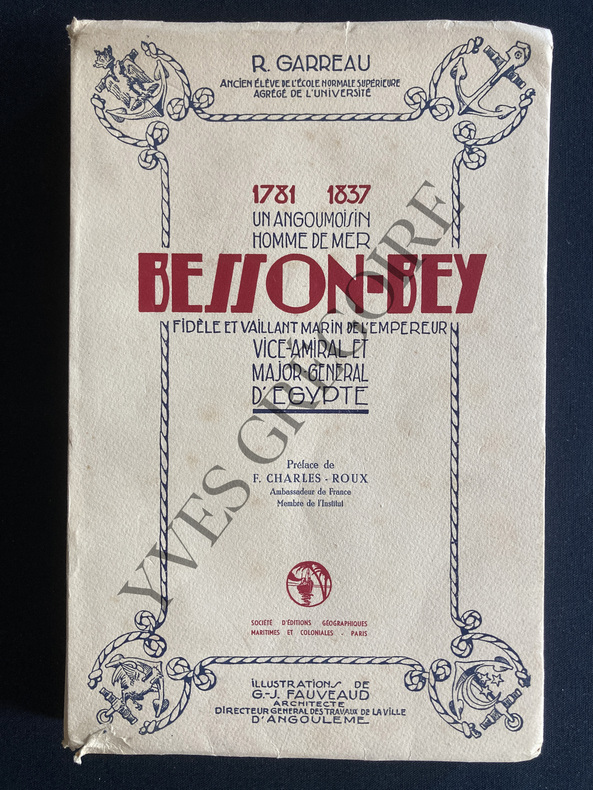 R. GARREAU
ANCIEN ÉLÈVE DE L'ÉCOLE NORMALE SUPÉRIEURE
AGRÉGÉ DE L'UNIVERSITÉ
1781 1837
UN ANGOUMOISIN
HOMME DE MER
BESSON-BEY
FIDÈLE ET VAILLANT MARIN DE L'EMPEREUR
VICE-AMIRAL ET
MAJOR GÉNÉRAL
D'ÉGYPTE
Préface de
F. CHARLES - ROUX
Ambassadeur de France
Membre de l'Institut
SOCIÉTÉ D'ÉDITIONS GÉOGRAPHIQUES
MARITIMES ET COLONIALES - PARIS
ILLUSTRATIONS DE
G.-J. FAUVEAUD
ARCHITECTE
DIRECTEUR GENERAL DES TRAVAUX DE LA VILLE
D'ANGOULEME
YVES GRÉGOIRE